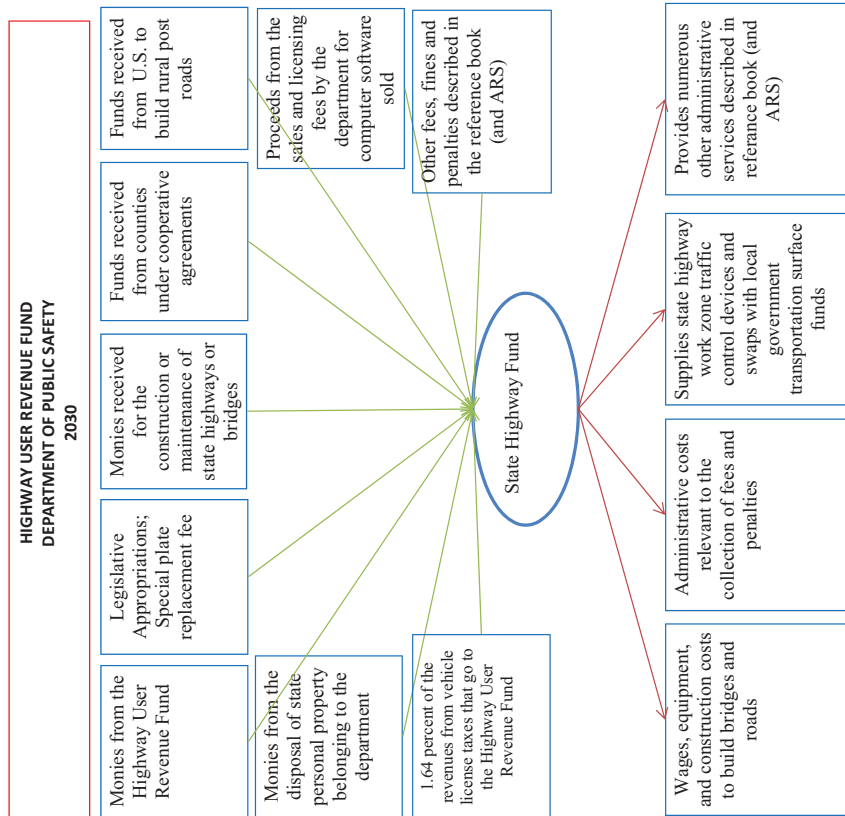 HIGHWAY USER REVENUE FUND
DEPARTMENT OF PUBLIC SAFETY
2030
Monies from the
Highway User
Revenue Fund
Legislative
Appropriations;
Special plate
replacement fee
Monies received
for the
construction or
maintenance of
state highways or
bridges
Funds received
from counties
under cooperative
agreements
Funds received
from U.S. to
build rural post
roads
Monies from the
disposal of state
personal property
belonging to the
department
Proceeds from the
sales and licensing
fees by the
department for
computer software
sold
1.64 percent of the
revenues from vehicle
license taxes that go to
the Highway User
Revenue Fund
Other fees, fines and
penalties described in
the reference book
(and ARS)
State Highway Fund
Wages, equipment,
and construction costs
to build bridges and
roads
Administrative costs
relevant to the
collection of fees and
penalties
Supplies state highway
work zone traffic
control devices and
swaps with local
government
transportation surface
funds
Provides numerous
other administrative
services described in
referance book (and
ARS)